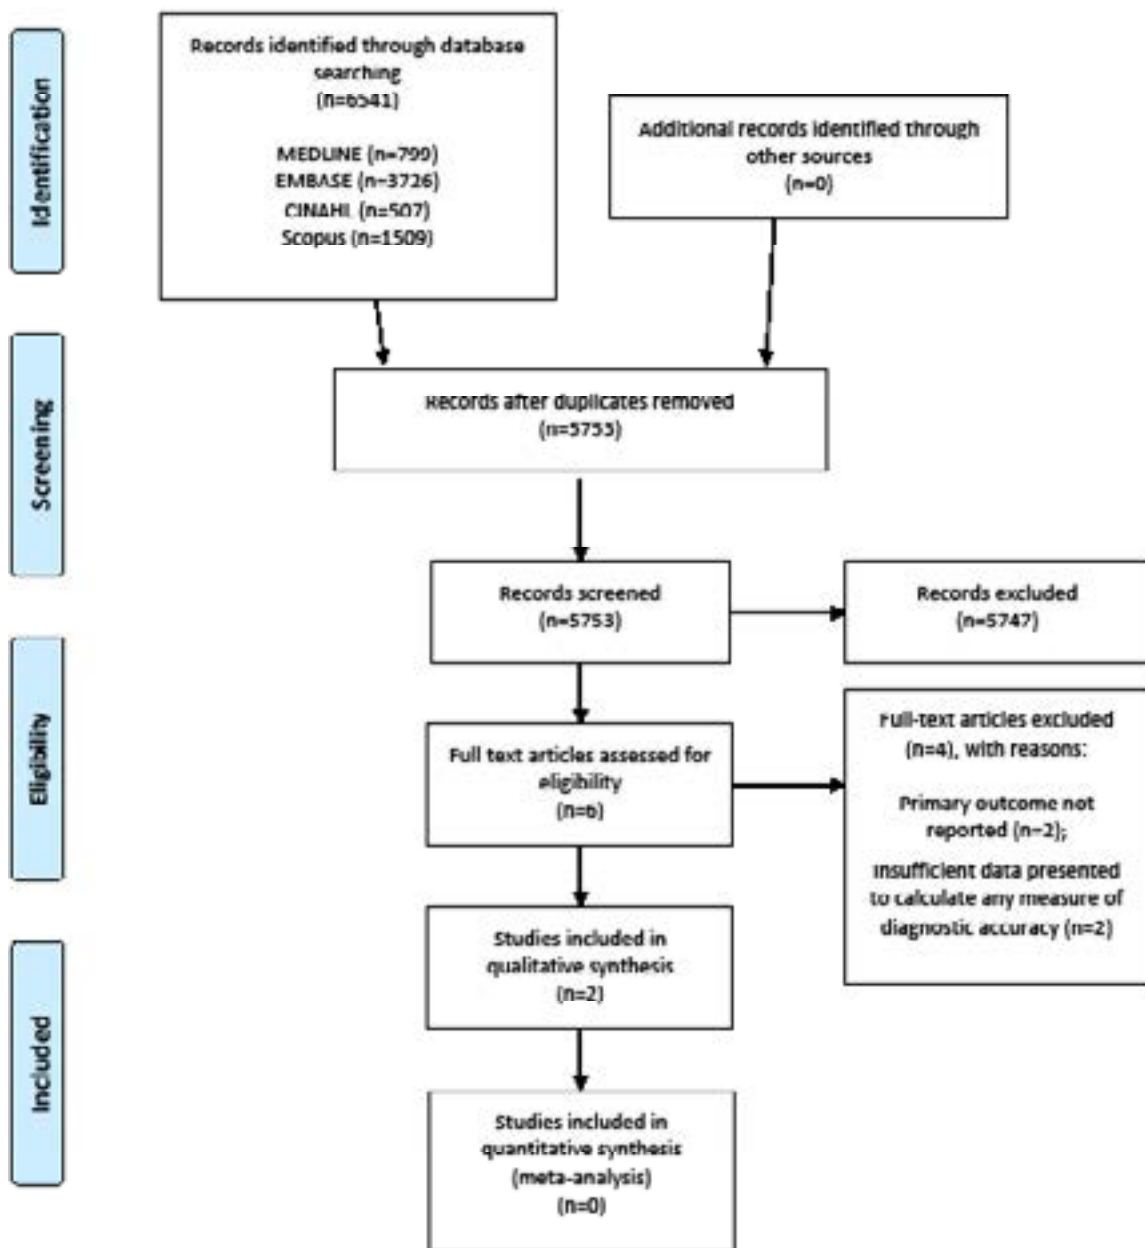 Identification
Records identified through database
searching
(n=6541)
MEDLINE (n=799)
EMBASE (n=3726)
CINAHL (n=507)
Scopus (n=1509)
Additional records identified through
other sources
(n=0)
Screening
Records after duplicates removed
(n=5753)
Records screened
(n=5753)
Records excluded
(n=5747)
Eligibility
Full text articles assessed for
eligibility
(n=6)
Full-text articles excluded
(n=4), with reasons:
Primary outcome not
reported (n=2);
Insufficient data presented
to calculate any measure of
diagnostic accuracy (n=2)
Included
Studies included in
qualitative synthesis
(n=2)
Studies included in
quantitative synthesis
(meta-analysis)
(n=0)